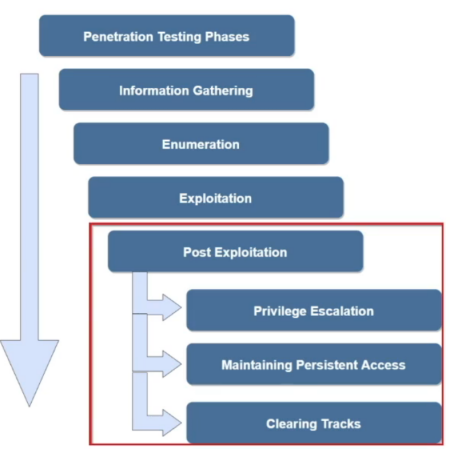 Penetration Testing Phases
Information Gathering
Enumeration
Exploitation
Post Exploitation
Privilege Escalation
Maintaining Persistent Access
Clearing Tracks